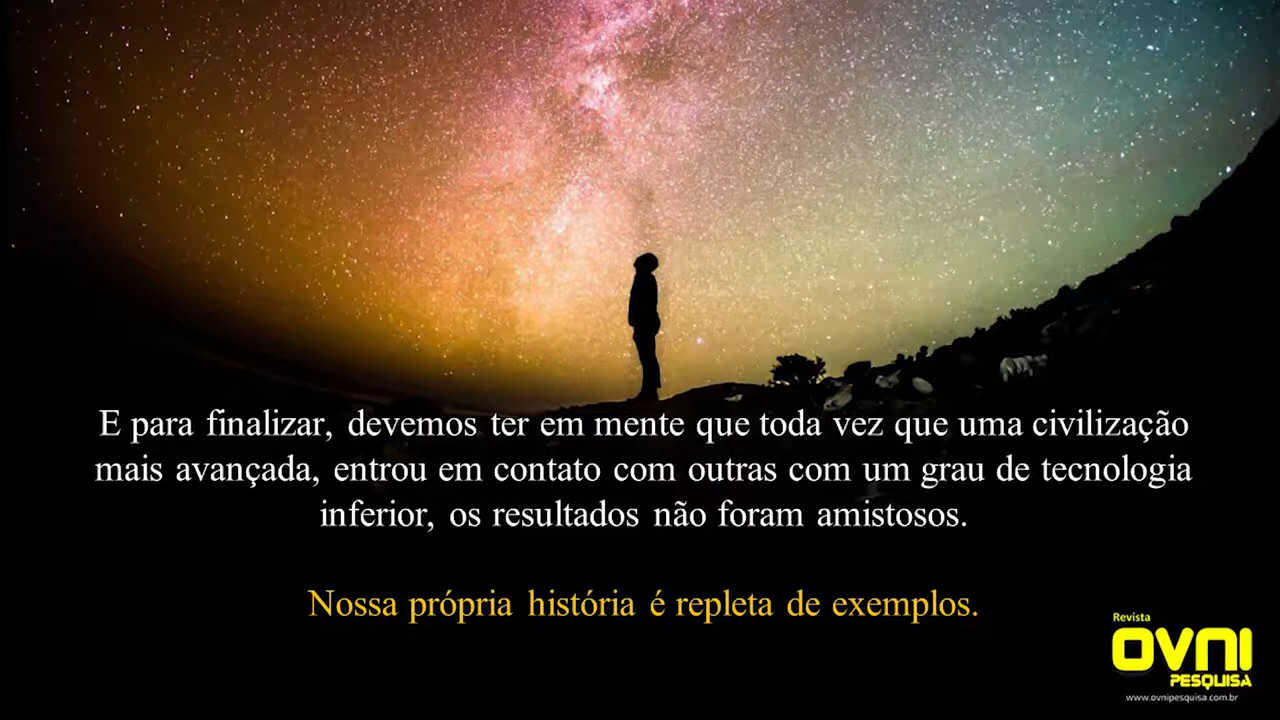 E para finalizar, devemos ter em mente que toda vez que uma civilização
mais avançada, entrou em contato com outras com um grau de tecnologia
inferior, os resultados não foram amistosos.
Nossa própria história é repleta de exemplos.
Revista
OVNI
PESQUISA
www.ovnipesquisa.com.br